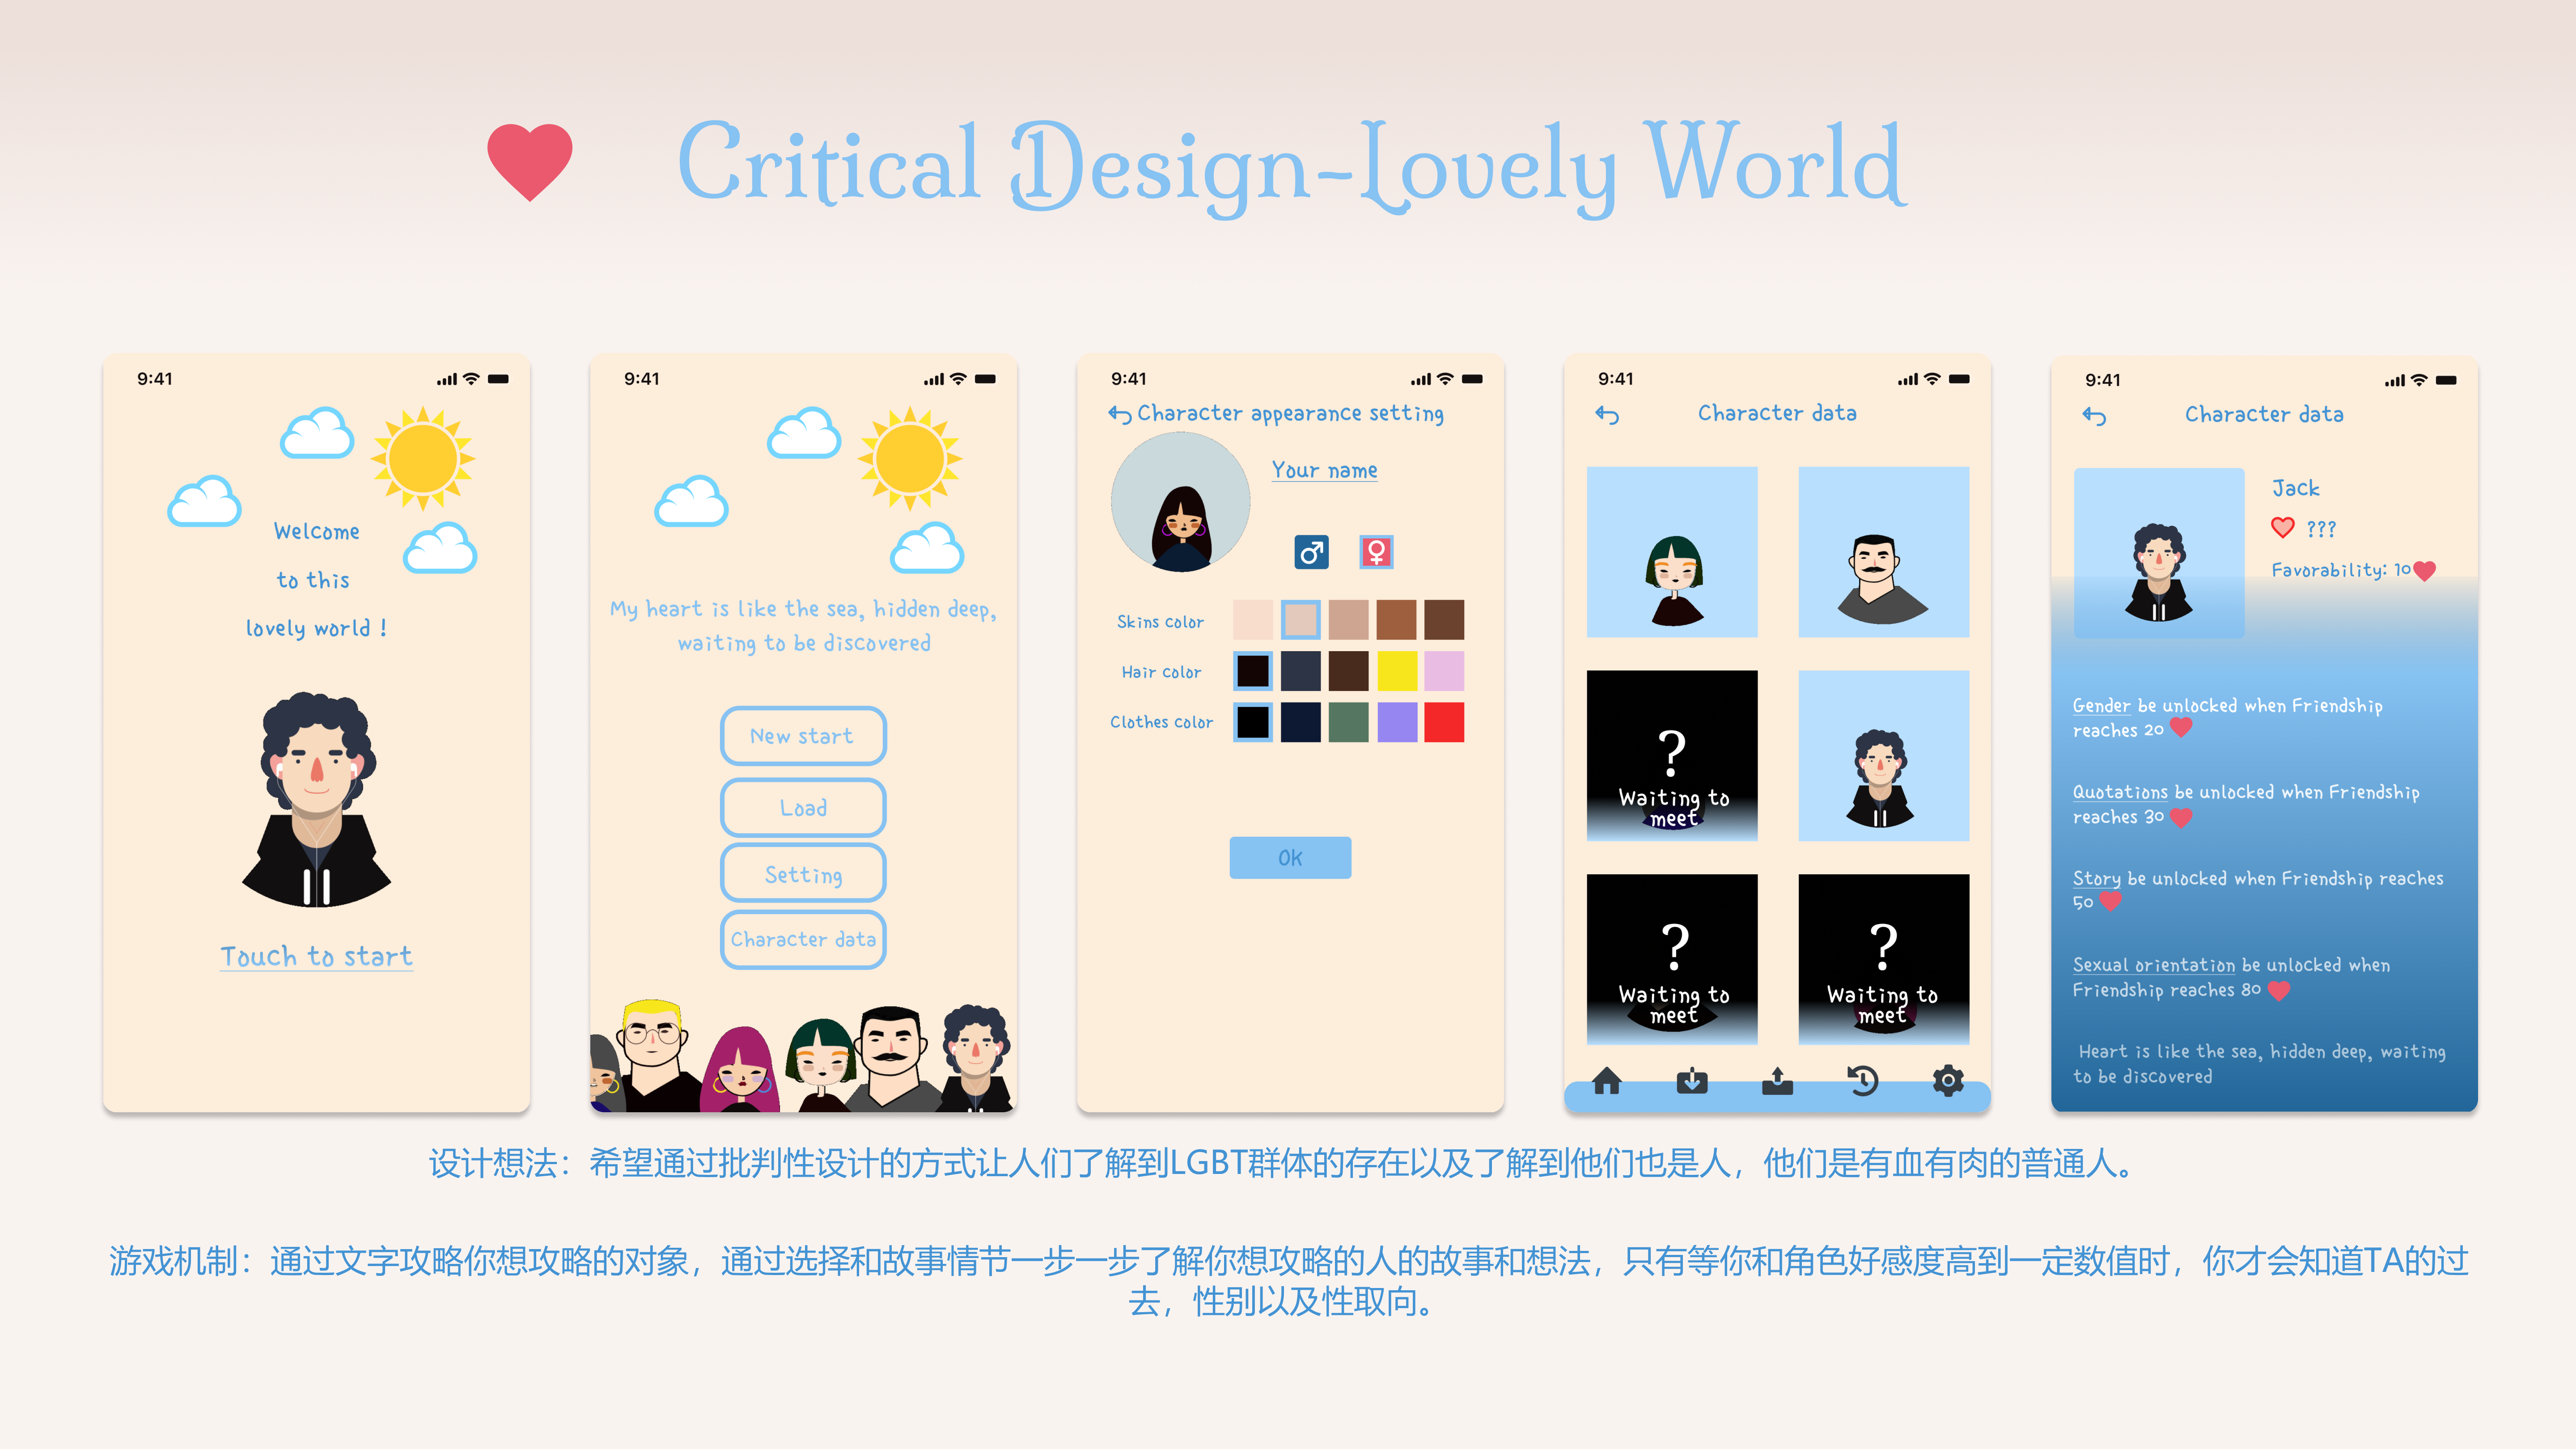 Critical Design-Lovely World
9:41
Welcome
to this
lovely world !
Touch to start
9:41
My heart is like the sea, hidden deep,
waiting to be discovered
New start
Load
Setting
Character data
9:41
Character appearance setting
Your name
Skins color
Hair color
Clothes color
OK
9:41
Character data
?
Waiting to
meet
?
Waiting to
meet
?
Waiting to
meet
9:41
Character data
Jack
???
Favorability: 10
Gender be unlocked when Friendship
reaches 20
Quotations be unlocked when Friendship
reaches 30
Story be unlocked when Friendship reaches
50
Sexual orientation be unlocked when
Friendship reaches 80
Heart is like the sea, hidden deep, waiting
to be discovered
设计想法：希望通过批判性设计的方式让人们了解到LGBT群体的存在以及了解到他们也是人，他们是有血有肉的普通人。
游戏机制：通过文字攻略你想攻略的对象，通过选择和故事情节一步一步了解你想攻略的人的故事和想法，只有等你和角色好感度高到一定数值时，你才会知道TA的过
去，性别以及性取向。